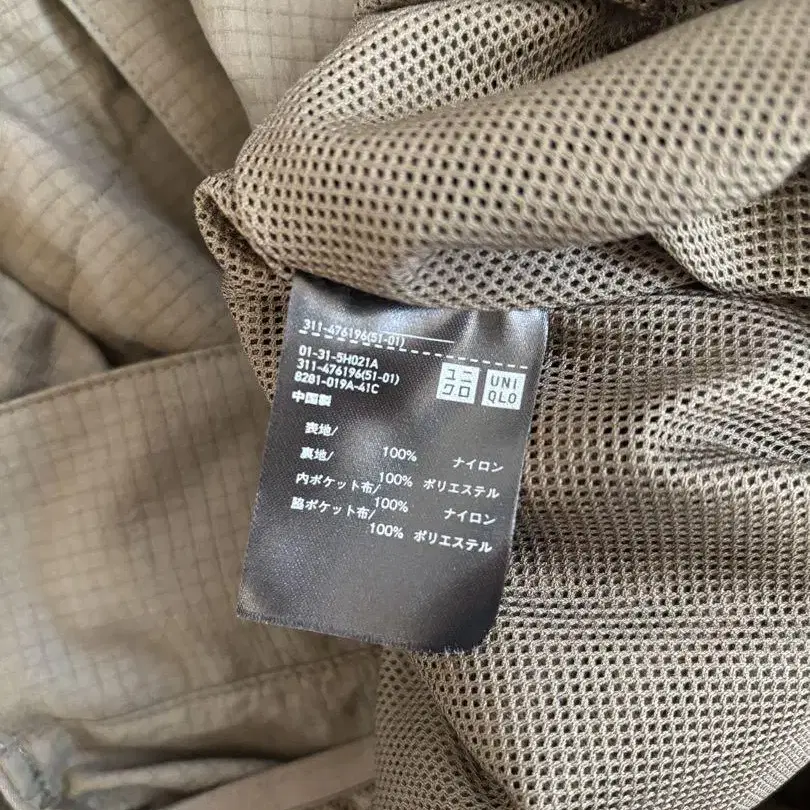 311-476196(51-01)
01-31-5H021A
311-476196(51-01)
8281-019A-41C
中国製
ユニ
クロ
UNI
QLO
表地/
100% ナイロン
裏地/
100% ポリエステル
内ポケット布/
100% ナイロン
脇ポケット布/
100% ポリエステル